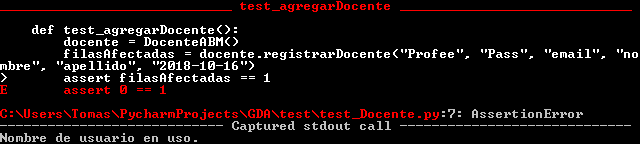 test_agregarDocente
def test_agregarDocente():
docente = DocenteABM()
filasAfectadas = docente.registrarDocente("Profee", "Pass", "email", "no
mbre", "apellido", "2018-10-16")
> assert filasAfectadas == 1
E assert 0 == 1
C:\Users\Tomas\PycharmProjects\GDA\test\test_Docente.py:7: AssertionError
---------------------------- Captured stdout call -----------------------------
Nombre de usuario en uso.